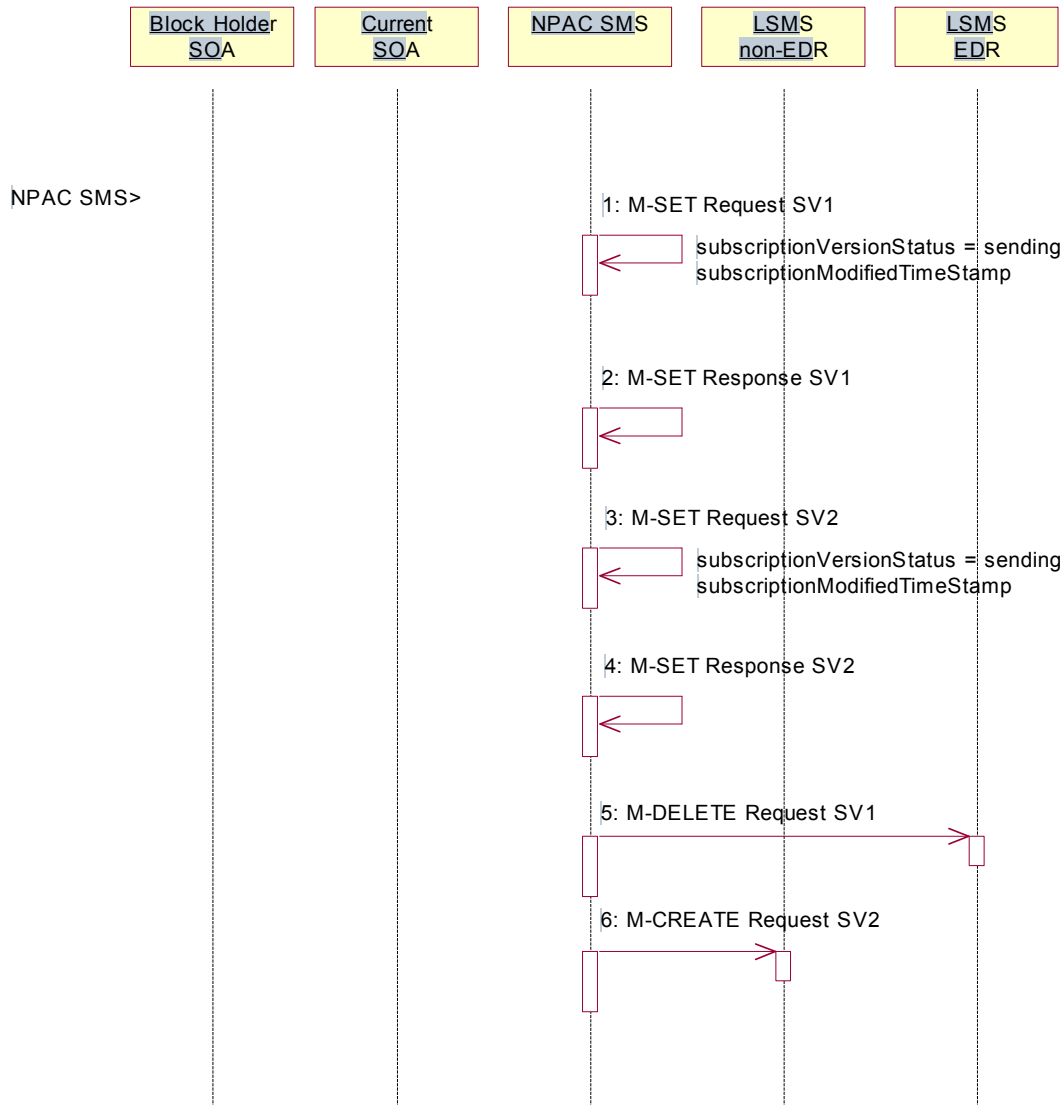 Block Holder
SOA
Current
SOA
NPAC SMS
LSMS
non-EDR
LSMS
EDR
NPAC SMS>
1: M-SET Request SV1
subscriptionVersionStatus = sending
subscriptionModifiedTimeStamp
2: M-SET Response SV1
3: M-SET Request SV2
subscriptionVersionStatus = sending
subscriptionModifiedTimeStamp
4: M-SET Response SV2
5: M-DELETE Request SV1
6: M-CREATE Request SV2